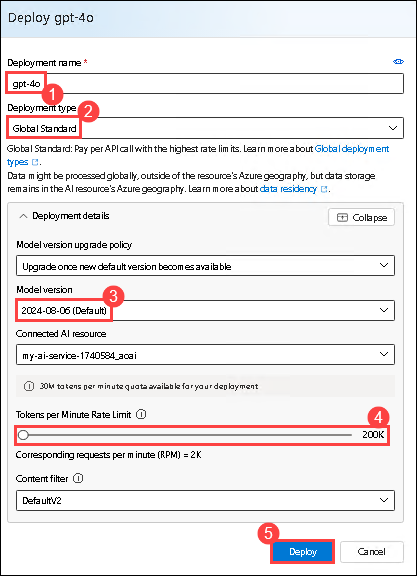 Deploy gpt-4o
Deployment name *
gpt-4o
1
Deployment type
2
Global Standard
Global Standard: Pay per API call with the highest rate limits. Learn more about Global deployment
types
Data might be processed globally, outside of the resource's Azure geography, but data storage
remains in the AI resource's Azure geography. Learn more about data residency.
Deployment details
Collapse
Model version upgrade policy
Upgrade once new default version becomes available
Model version
3
2024-08-06 (Default)
Connected AI resource
my-ai-service-1740584_aoai
30M tokens per minute quota available for your deployment
Tokens per Minute Rate Limit
4
200K
Corresponding requests per minute (RPM) = 2K
Content filter
DefaultV2
5
Deploy
Cancel